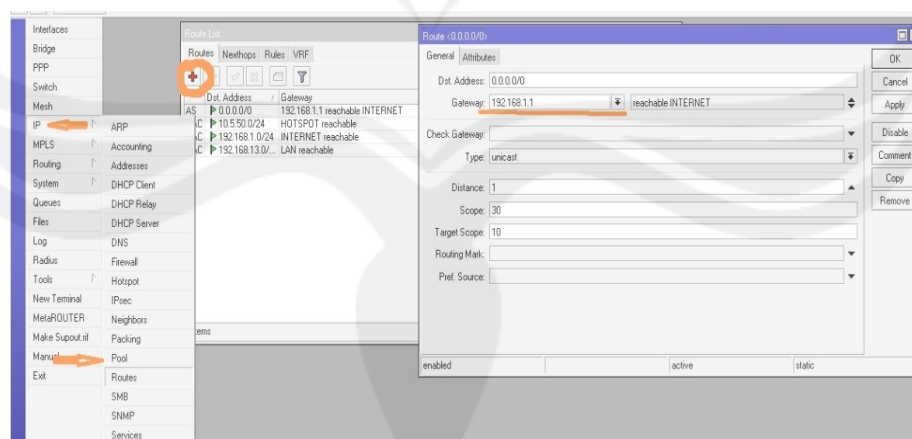 Interfaces
Bridge
PPP
Switch
Mesh
IP
MPLS
Routing
System
Queues
Files
Log
Radius
Tools
New Terminal
MetaROUTER
Make Supout.rif
Manual
Exit
ARP
Accounting
Addresses
DHCP Client
DHCP Relay
DHCP Server
DNS
Firewall
Hotspot
IPsec
Neighbors
Packing
Pool
Routes
SMB
SNMP
Services
Route List
Routes Nexthops Rules VRF
Dst. Address / Gateway
AS 0.0.0.0/0 192.168.1.1 reachable INTERNET
10.5.50.0/24 HOTSPOT reachable
192.168.1.0/24 INTERNET reachable
192.168.13.0/... LAN reachable
Route <0.0.0.0/0>
General Attributes
Dst. Address: 0.0.0.0/0
Gateway: 192.168.1.1 reachable INTERNET
Check Gateway:
Type: unicast
Distance: 1
Scope: 30
Target Scope: 10
Routing Mark:
Pref. Source:
OK
Cancel
Apply
Disable
Comment
Copy
Remove
enabled active static